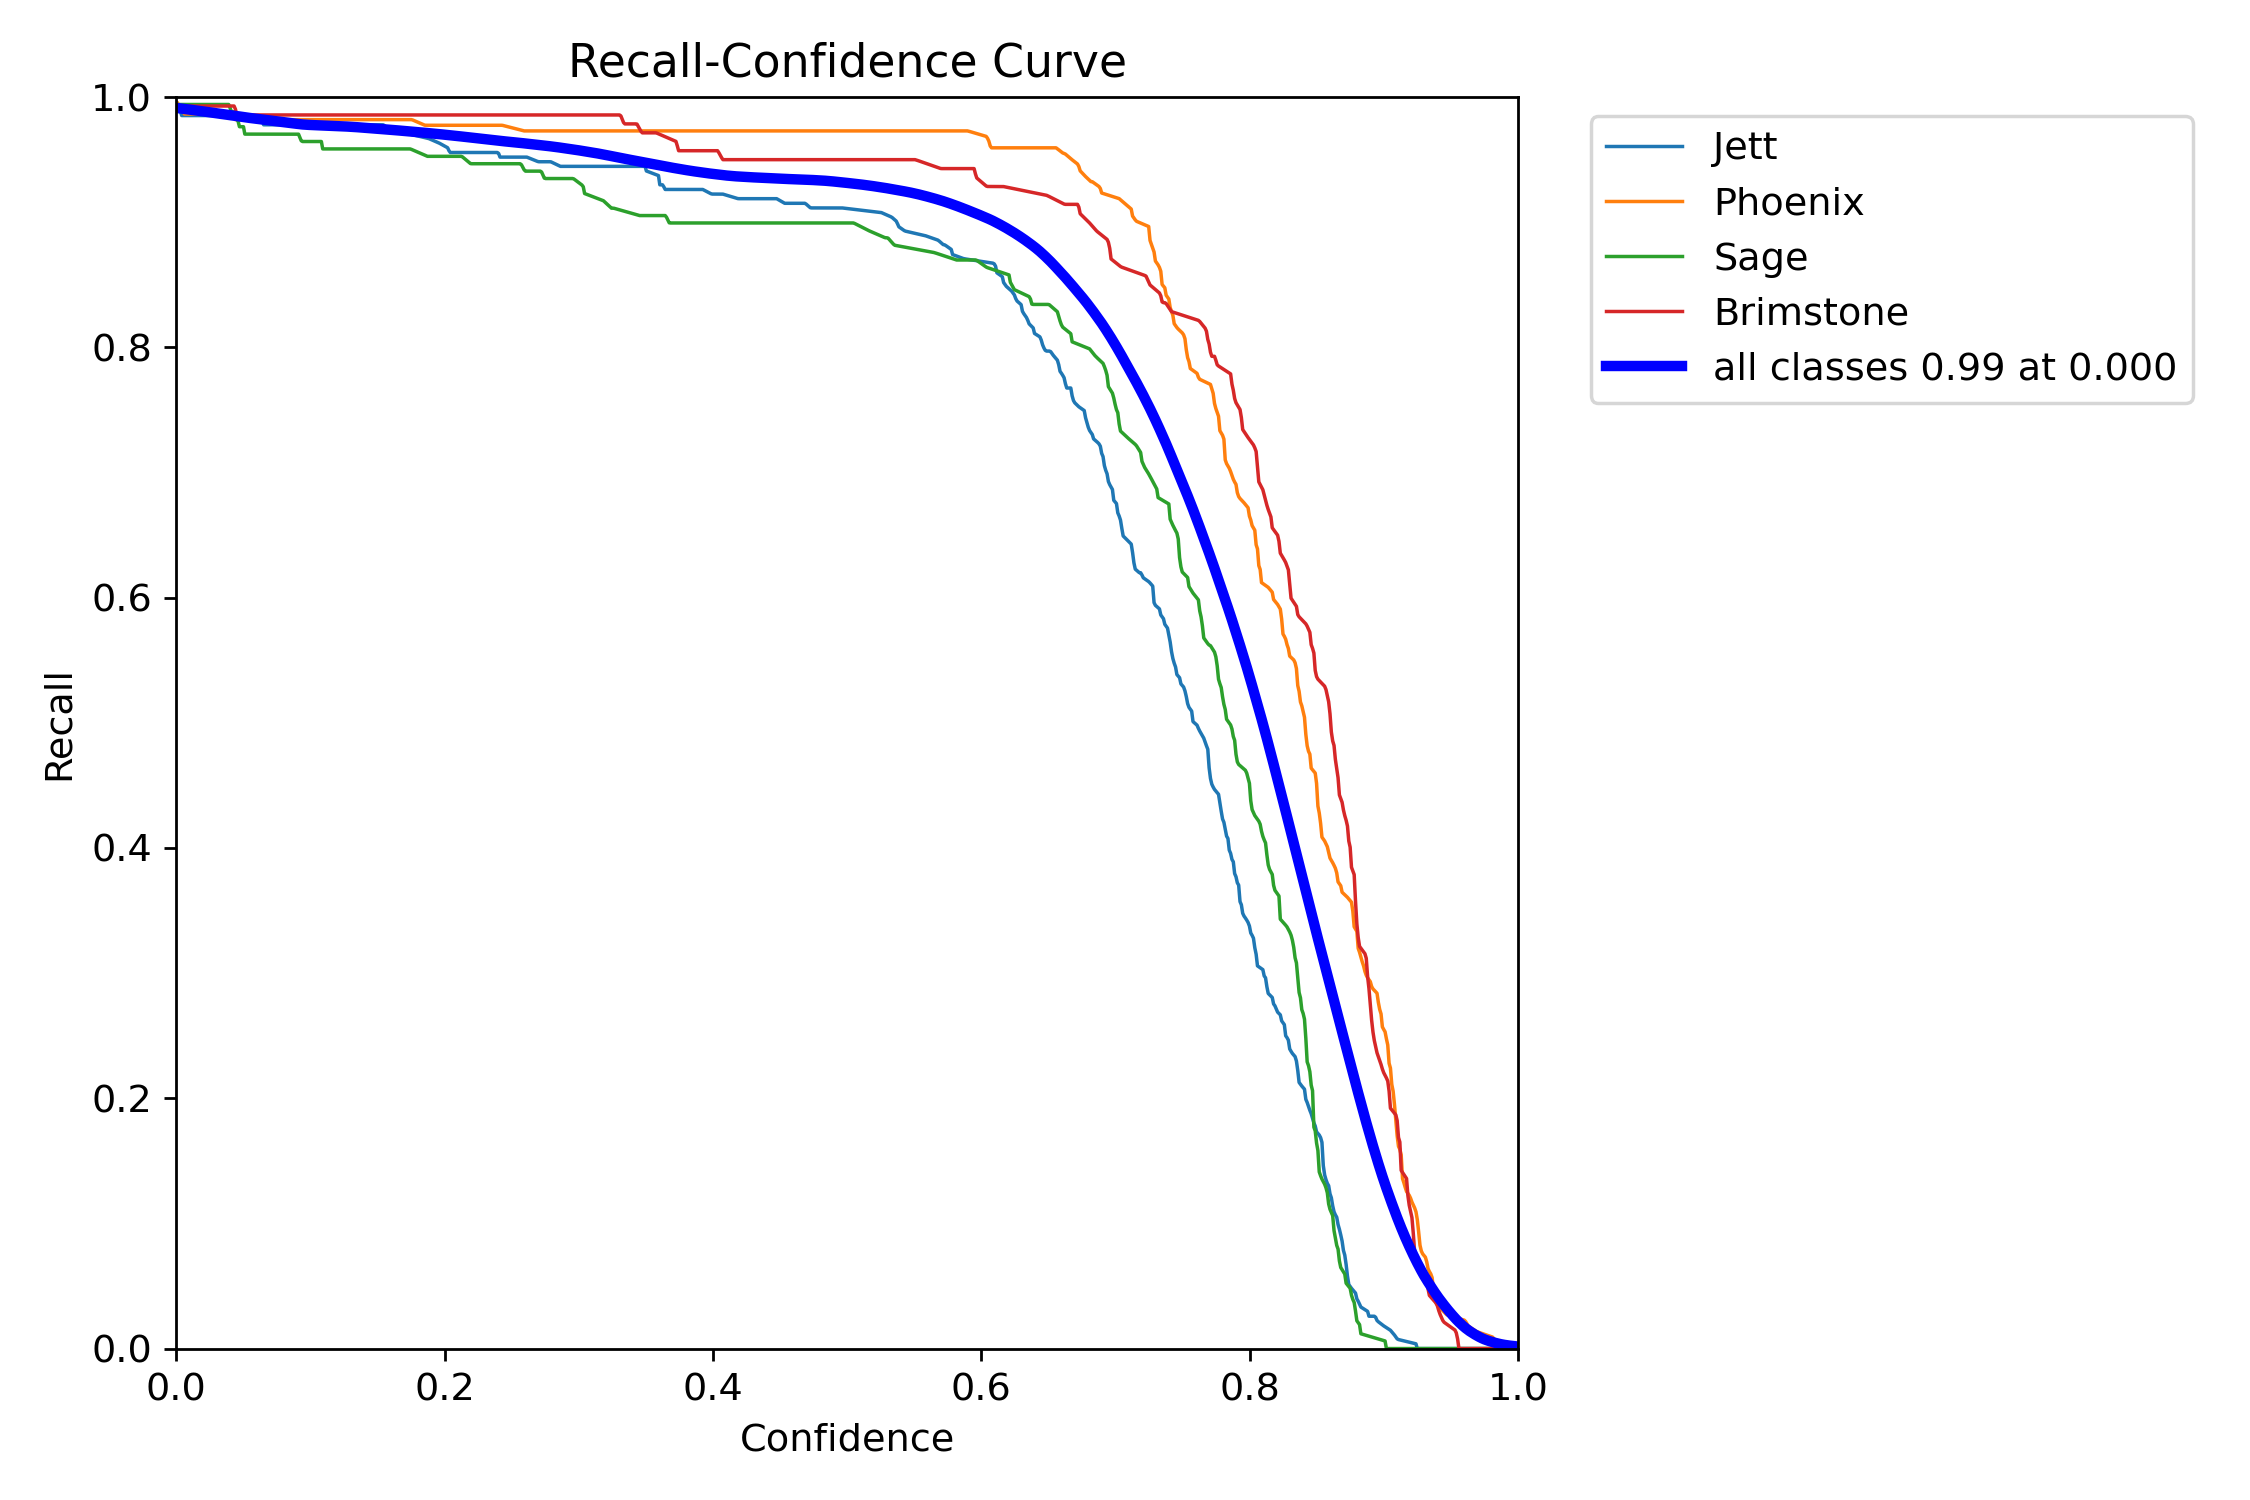 Recall-Confidence Curve
1.0
0.8
0.6
0.4
0.2
0.0
Recall
0.0 0.2 0.4 0.6 0.8 1.0
Confidence
Jett
Phoenix
Sage
Brimstone
all classes 0.99 at 0.000